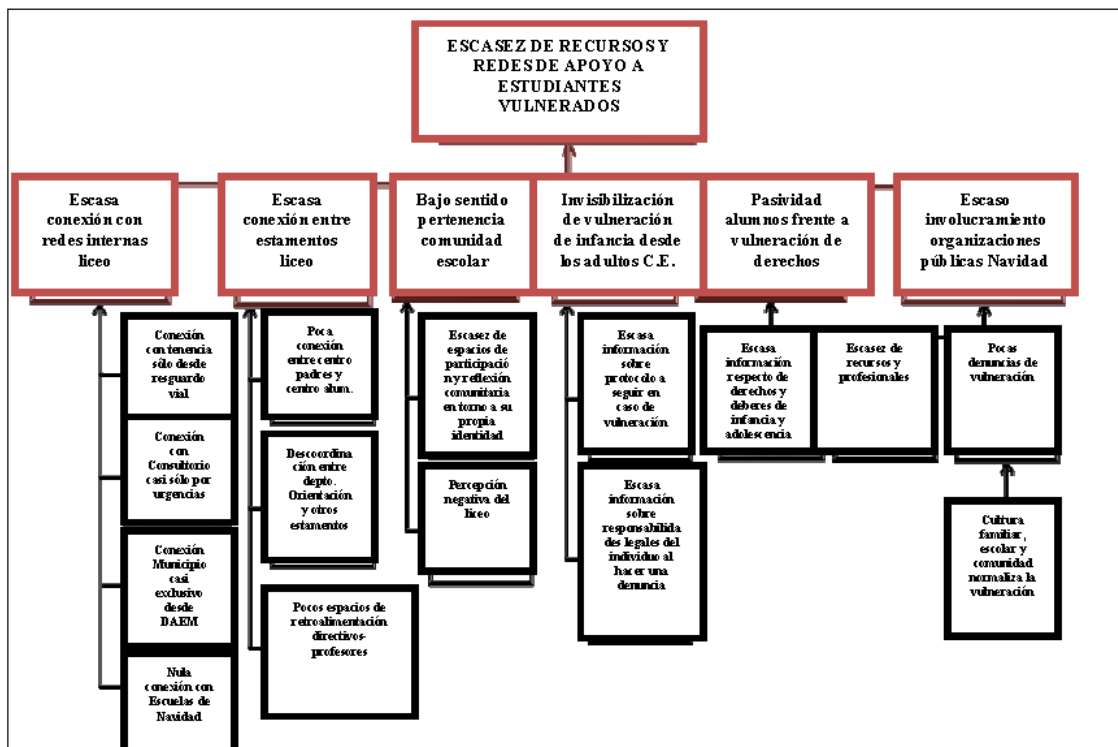 ESCASEZ DE RECURSOS Y
REDES DE APOYO A
ESTUDIANTES
VULNERADOS
Escasa
conexión con
redes internas
liceo
Escasa
conexión entre
estamentos
liceo
Bajo sentido
pertenencia
comunidad
escolar
Invisibilización
de vulneración
de infancia desde
los adultos C.E.
Pasividad
alumnos frente a
vulneración de
derechos
Escaso
involucramiento
organizaciones
públicas Navidad
Conexión
con tenencia
sólo desde
resguardo
vial
Conexión
con
Consultorio
casi sólo por
urgencias
Conexión
Municipio
casi
exclusivo
desde
DAEM
Nula
conexión con
Escuelas de
Navidad
Poca
conexión
entre centro
padres y
centro alum.
Descoordina
ción entre
depto.
Orientación
y otros
estamentos
Pocos espacios de
retroalimentación
directivos-
profesores
Escasez de
espacios de
participació
n y reflexión
comunitaria
en torno a su
propia
identidad
Percepción
negativa del
liceo
Escasa
información
sobre
protocolo a
seguir en
caso de
vulneración
Escasa
información
sobre
responsabilida
des legales del
individuo al
hacer una
denuncia
Escasa
información
respecto de
derechos y
deberes de
infancia y
adolescencia
Escasez de
recursos y
profesionales
Pocas
denuncias de
vulneración
Cultura
familiar,
escolar y
comunidad
normaliza la
vulneración